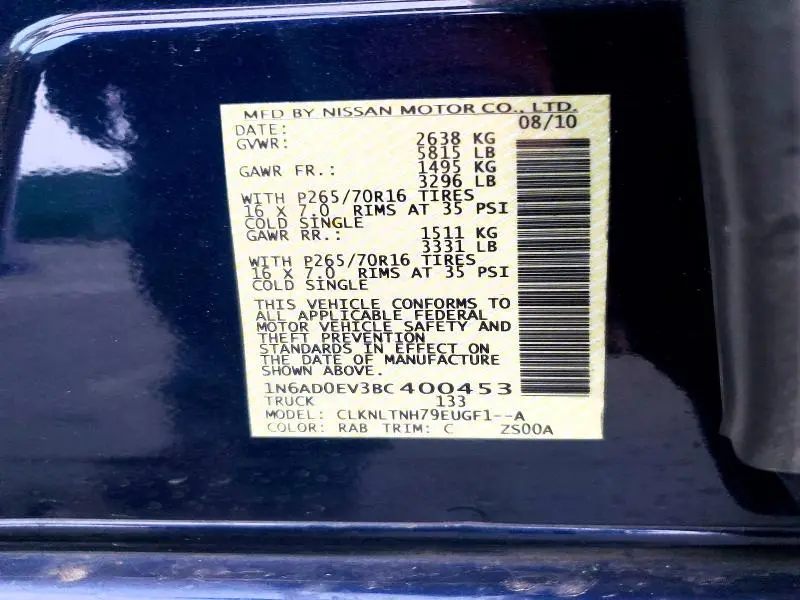 MFD BY NISSAN MOTOR CO., LTD.
DATE: 08/10
GVWR: 2638 KG
5815 LB
GAWR FR.: 1495 KG
3296 LB
WITH P265/70R16 TIRES
16 X 7.0 RIMS AT 35 PSI
COLD SINGLE
GAWR RR.: 1511 KG
3331 LB
WITH P265/70R16 TIRES
16 X 7.0 RIMS AT 35 PSI
COLD SINGLE
THIS VEHICLE CONFORMS TO
ALL APPLICABLE FEDERAL
MOTOR VEHICLE SAFETY AND
THEFT PREVENTION
STANDARDS IN EFFECT ON
THE DATE OF MANUFACTURE
SHOWN ABOVE.
1N6AD0EV3BC400453
TRUCK 133
MODEL: CLKNLTNH79EUGF1--A
COLOR: RAB TRIM: C ZS00A